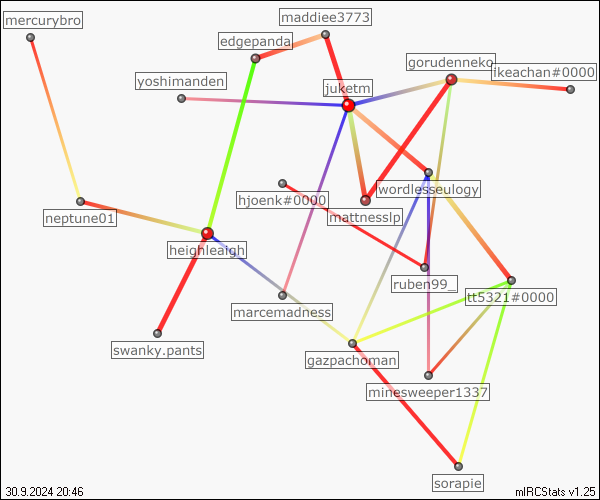 mercurybro
maddiee3773
edgepanda
gorudenneko
ikeachan#0000
yoshimanden
juketm
wordlesseulogy
hjoenk#0000
mattnesslp
neptune01
heighleaigh
ruben99_
tt5321#0000
marcemadness
swanky.pants
gazpachoman
minesweeper1337
sorapie
30.9.2024 20:46
mIRCStats v1.25